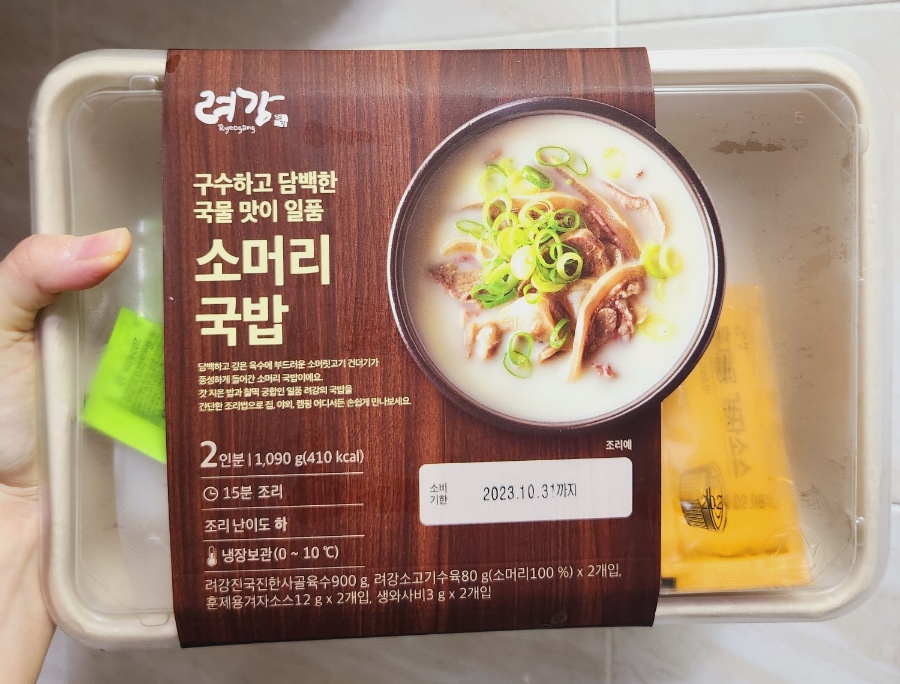 려강
Ryeogang
구수하고 담백한
국물 맛이 일품
소머리
국밥
담백하고 깊은 육수에 부드러운 소머릿고기 건더기가
풍성하게 들어간 소머리 국밥이에요.
갓 지은 밥과 찰떡 궁합인 일품 려강의 국밥을
간단한 조리법으로 집, 야외, 캠핑 어디서든 손쉽게 만나보세요.
조리예
2인분 | 1,090 g(410 kcal)
15분 조리
조리 난이도 하
냉장보관(0 ~ 10 ℃)
소비
기한
2023.10.31까지
려강진국진한사골육수900 g, 려강소고기수육80 g(소머리100 %) x 2개입,
훈제용겨자소스12 g x 2개입, 생와사비3 g x 2개입
겨자소스